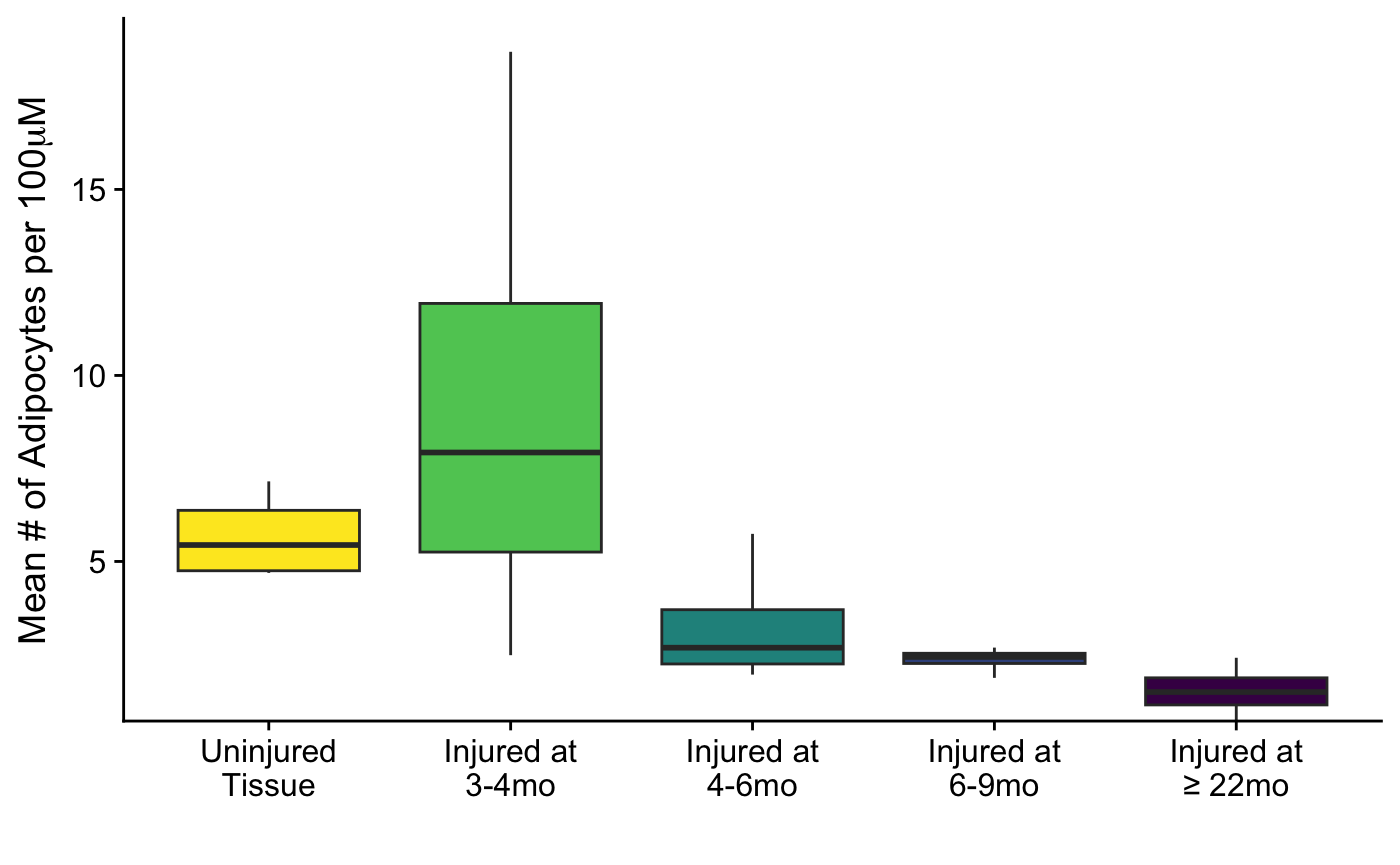 Mean # of Adipocytes per 100μM
15
10
5
Uninjured Tissue
Injured at 3-4mo
Injured at 4-6mo
Injured at 6-9mo
Injured at ≥ 22mo